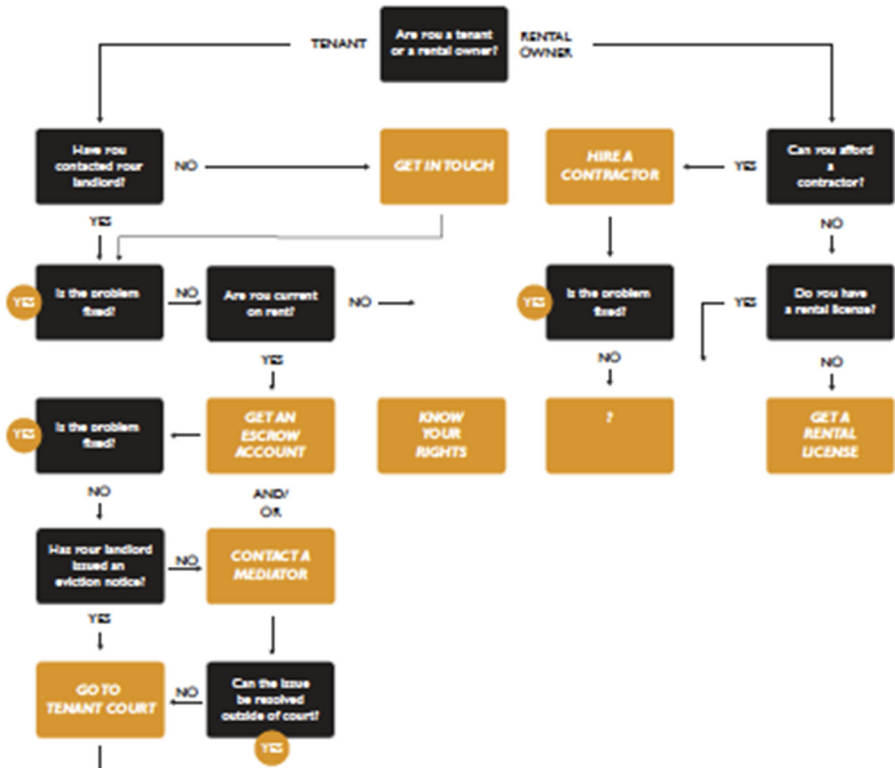 Are you a tenant
or a rental owner?
TENANT
RENTAL
OWNER
Have you
contacted your
landlord?
NO
GET IN TOUCH
HIRE A
CONTRACTOR
YES
Can you afford
a
contractor?
YES
NO
YES
Is the problem
fixed?
NO
Are you current
on rent?
NO
YES
Is the problem
fixed?
YES
Do you have
a rental license?
YES
NO
NO
YES
Is the problem
fixed?
GET AN
ESCROW
ACCOUNT
KNOW
YOUR
RIGHTS
?
GET A
RENTAL
LICENSE
NO
AND/
OR
Has your landlord
issued an
eviction notice?
NO
CONTACT A
MEDIATOR
YES
GO TO
TENANT COURT
NO
Can the issue
be resolved
outside of court?
YES